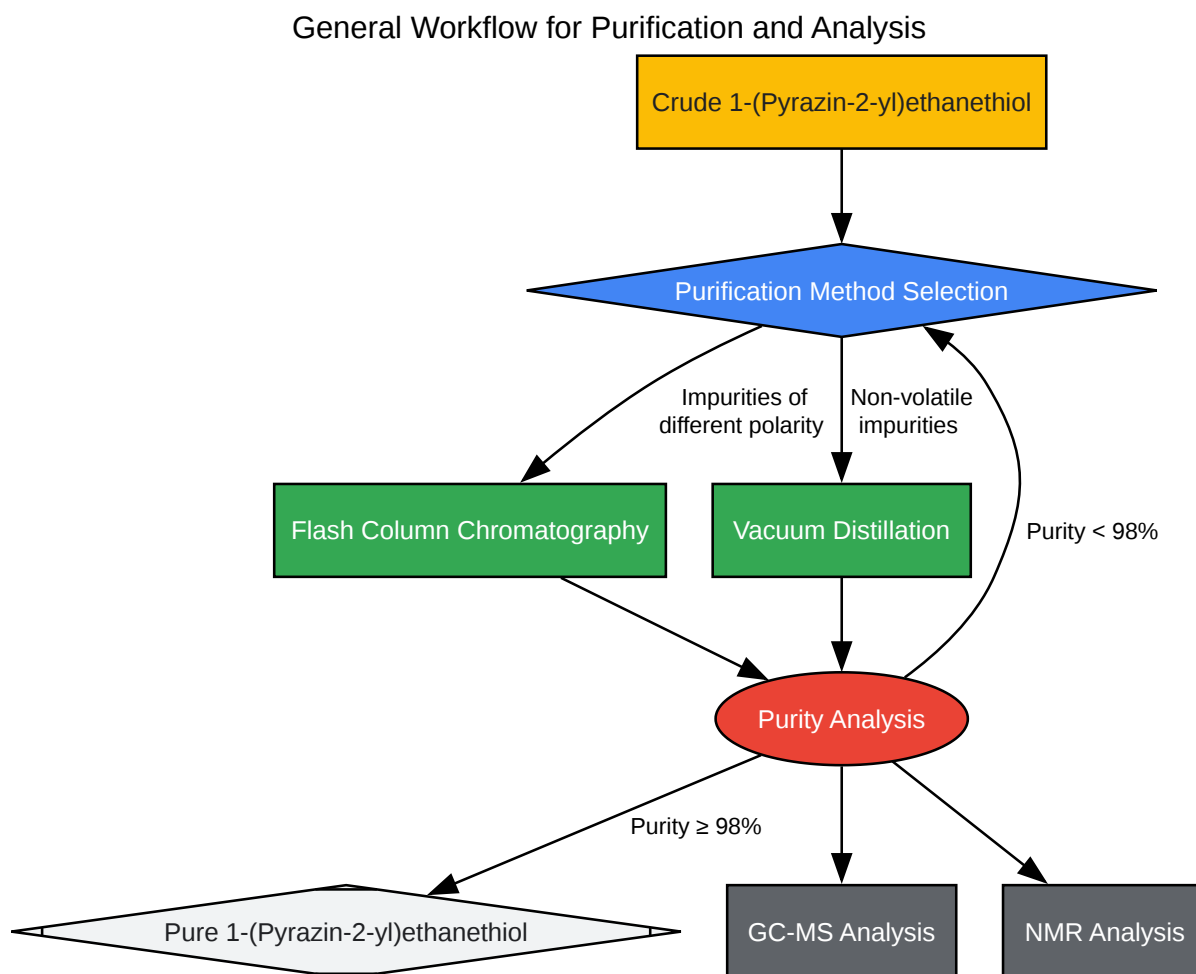 General Workflow for Purification and Analysis
Crude 1-(Pyrazin-2-yl)ethanethiol
Purification Method Selection
Impurities of
different polarity
Non-volatile
impurities
Flash Column Chromatography
Vacuum Distillation
Purity < 98%
Purity Analysis
Purity ≥ 98%
Pure 1-(Pyrazin-2-yl)ethanethiol
GC-MS Analysis
NMR Analysis